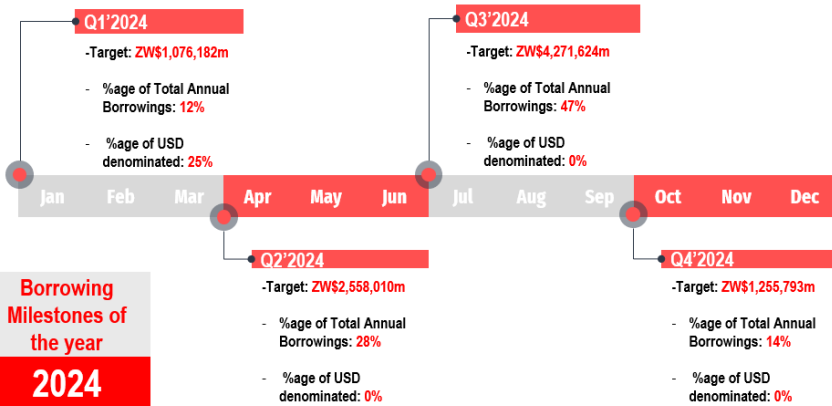 Q1'2024
-Target: ZW$1,076,182m
- %age of Total Annual
Borrowings: 12%
- %age of USD
denominated: 25%
Q3'2024
-Target: ZW$4,271,624m
- %age of Total Annual
Borrowings: 47%
- %age of USD
denominated: 0%
Jan Feb Mar Apr May Jun Jul Aug Sep Oct Nov Dec
Q2'2024
-Target: ZW$2,558,010m
- %age of Total Annual
Borrowings: 28%
- %age of USD
denominated: 0%
Q4'2024
-Target: ZW$1,255,793m
- %age of Total Annual
Borrowings: 14%
- %age of USD
denominated: 0%
Borrowing
Milestones of
the year
2024